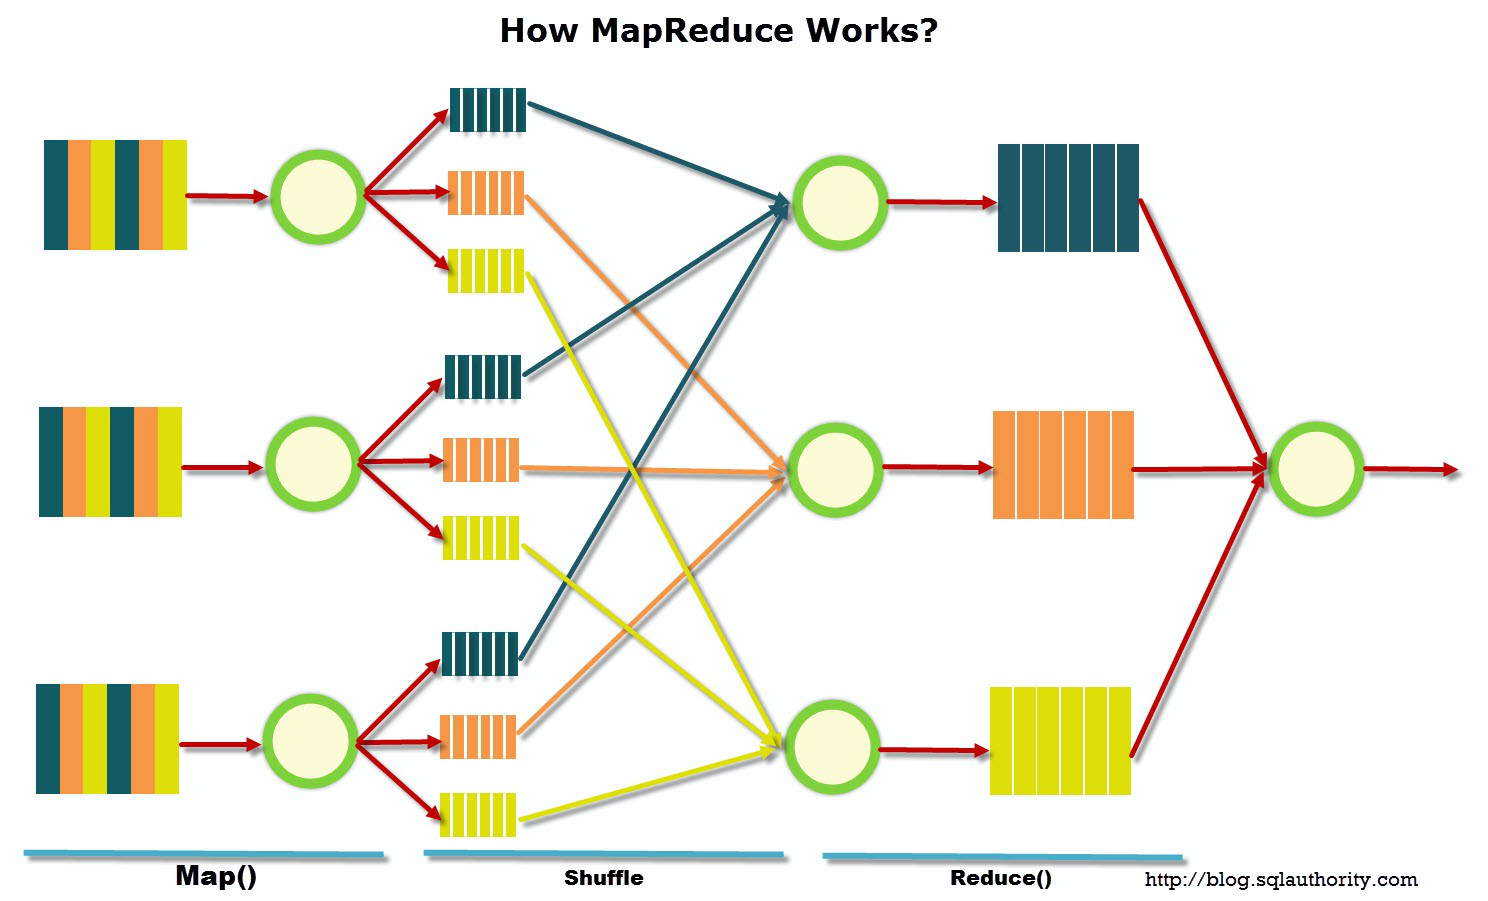 How MapReduce Works?
Map()
Shuffle
Reduce()
http://blog.sqlauthority.com